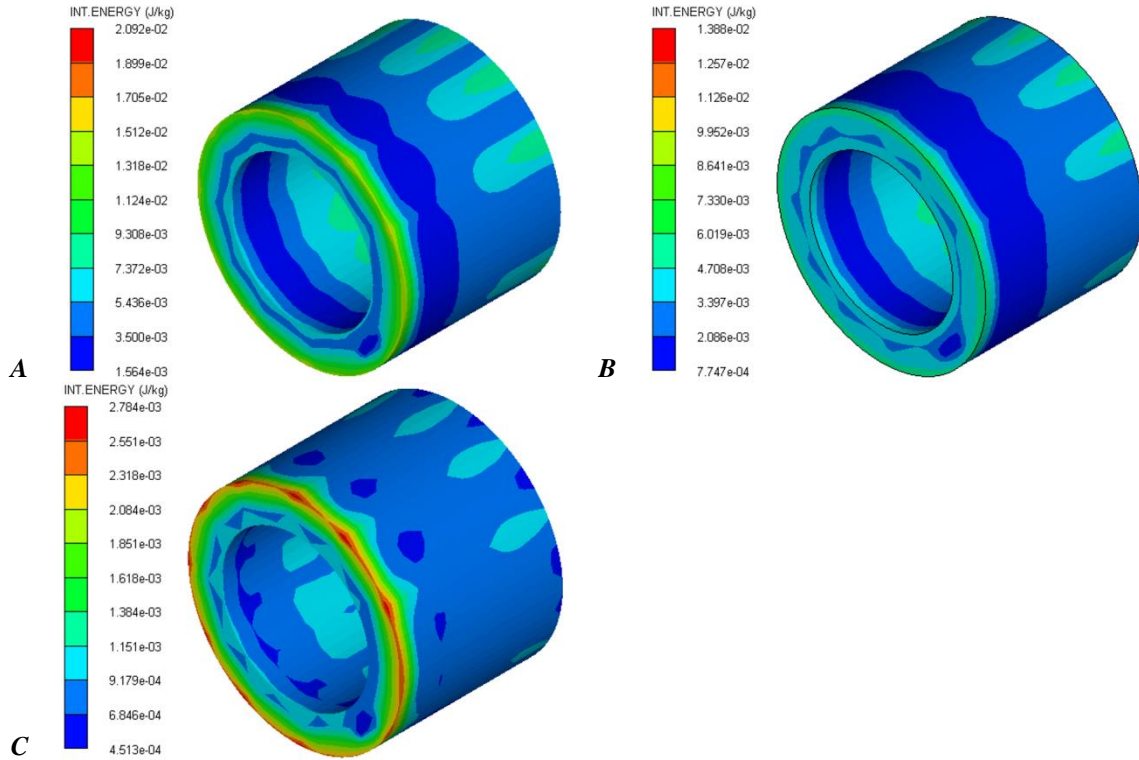 INT.ENERGY (J/kg)
2.092e-02
1.899e-02
1.705e-02
1.512e-02
1.318e-02
1.124e-02
9.308e-03
7.372e-03
5.436e-03
3.500e-03
1.564e-03
A
INT.ENERGY (J/kg)
1.388e-02
1.257e-02
1.126e-02
9.952e-03
8.641e-03
7.330e-03
6.019e-03
4.708e-03
3.397e-03
2.086e-03
7.747e-04
B
INT.ENERGY (J/kg)
2.784e-03
2.551e-03
2.318e-03
2.084e-03
1.851e-03
1.618e-03
1.384e-03
1.151e-03
9.179e-04
6.846e-04
4.513e-04
C